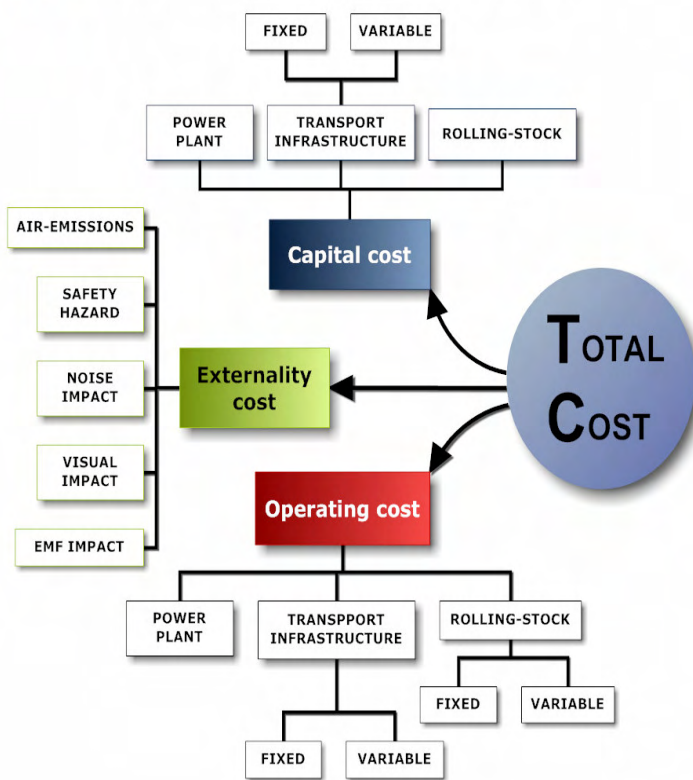 FIXED
VARIABLE
POWER
PLANT
TRANSPORT
INFRASTRUCTURE
ROLLING-STOCK
Capital cost
AIR-EMISSIONS
SAFETY
HAZARD
NOISE
IMPACT
VISUAL
IMPACT
EMF IMPACT
Externality
cost
TOTAL
COST
Operating cost
POWER
PLANT
TRANSPPORT
INFRASTRUCTURE
ROLLING-STOCK
FIXED
VARIABLE
FIXED
VARIABLE